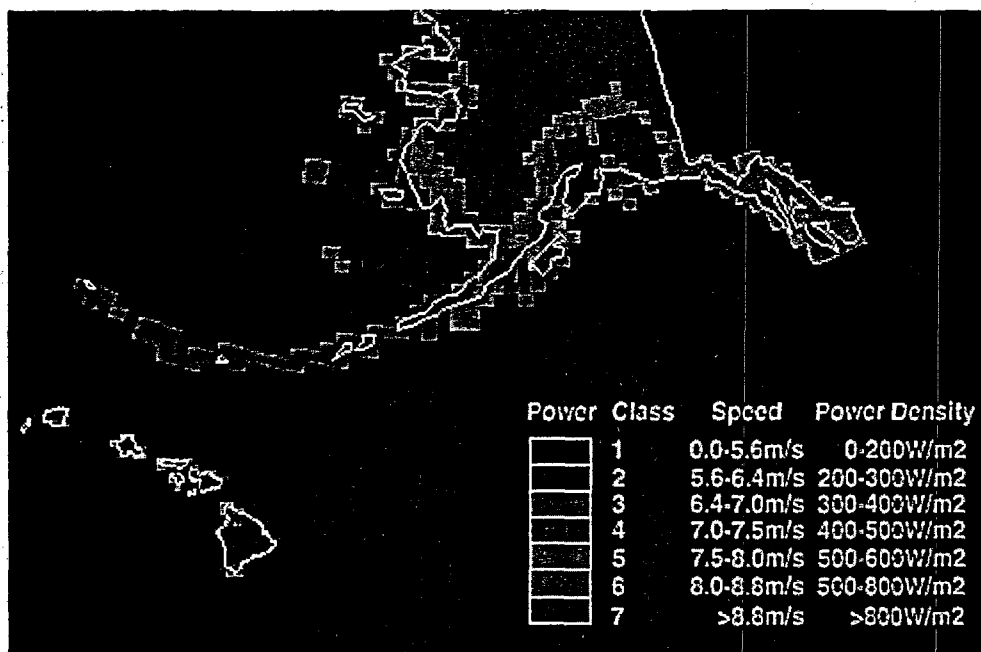 Power Class Speed Power Density
1 0.0-5.6m/s 0-200W/m2
2 5.6-6.4m/s 200-300W/m2
3 6.4-7.0m/s 300-400W/m2
4 7.0-7.5m/s 400-500W/m2
5 7.5-8.0m/s 500-600W/m2
6 8.0-8.8m/s 500-800W/m2
7 >8.8m/s >800W/m2